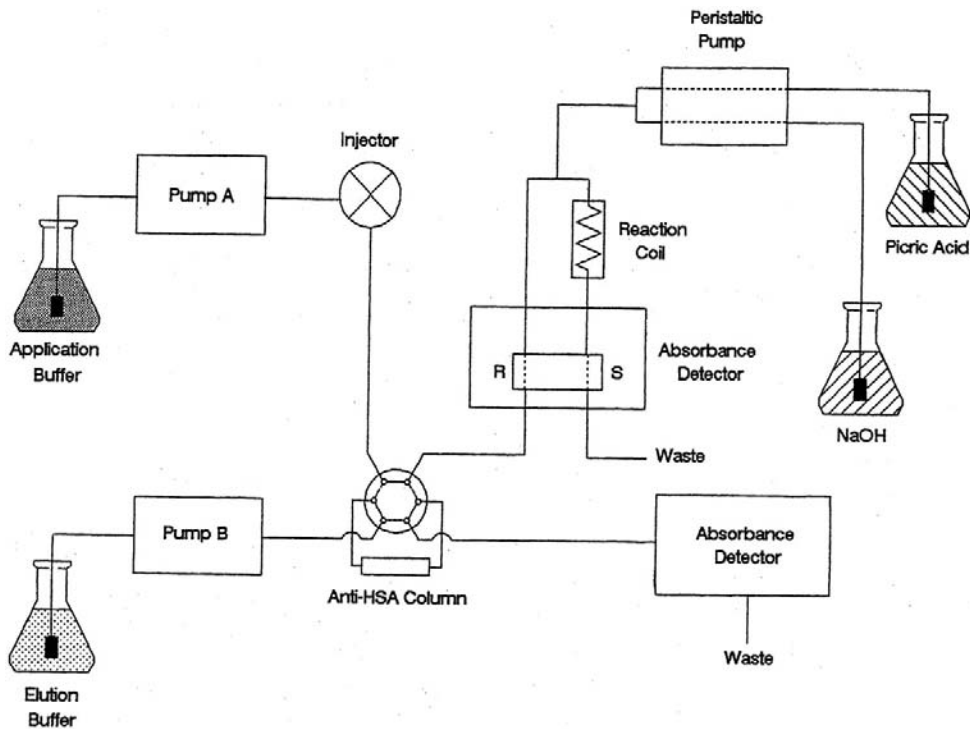 Peristaltic
Pump
Injector
Pump A
Reaction
Coil
Picric Acid
Application
Buffer
R
S
Absorbance
Detector
NaOH
Waste
Pump B
Absorbance
Detector
Anti-HSA Column
Waste
Elution
Buffer